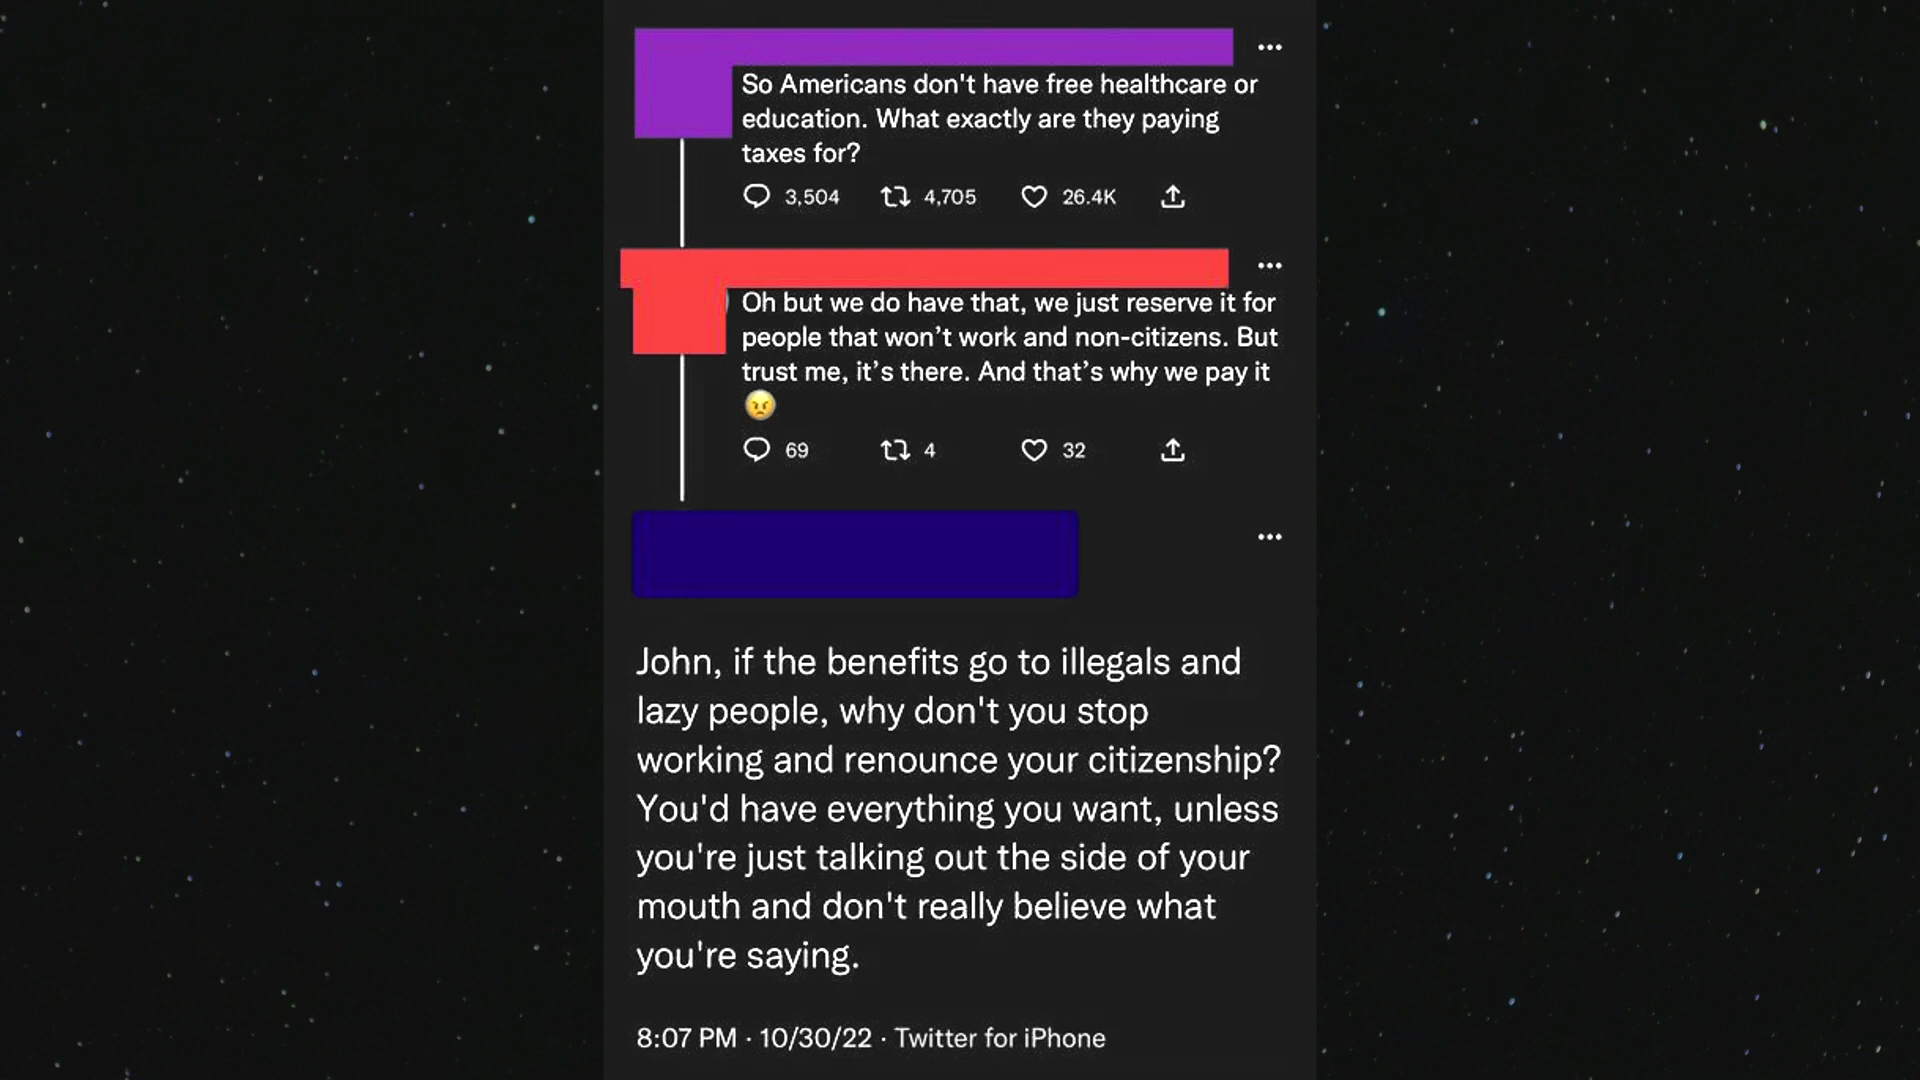 So Americans don't have free healthcare or
education. What exactly are they paying
taxes for?
3,504 4,705 26.4K
Oh but we do have that, we just reserve it for
people that won’t work and non-citizens. But
trust me, it’s there. And that’s why we pay it
😠
69 4 32
John, if the benefits go to illegals and
lazy people, why don't you stop
working and renounce your citizenship?
You'd have everything you want, unless
you're just talking out the side of your
mouth and don't really believe what
you're saying.
8:07 PM · 10/30/22 · Twitter for iPhone